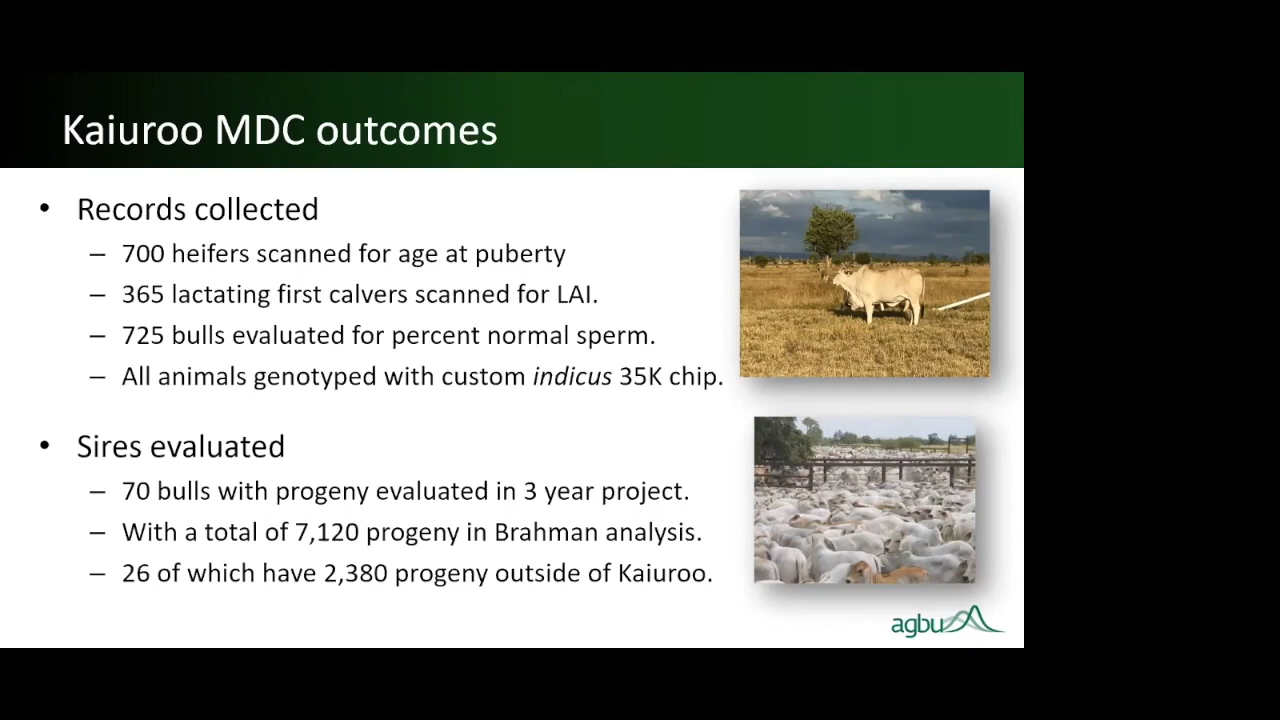 Kaiuroo MDC outcomes
• Records collected
– 700 heifers scanned for age at puberty
– 365 lactating first calvers scanned for LAI.
– 725 bulls evaluated for percent normal sperm.
– All animals genotyped with custom indicus 35K chip.
• Sires evaluated
– 70 bulls with progeny evaluated in 3 year project.
– With a total of 7,120 progeny in Brahman analysis.
– 26 of which have 2,380 progeny outside of Kaiuroo.
agbu